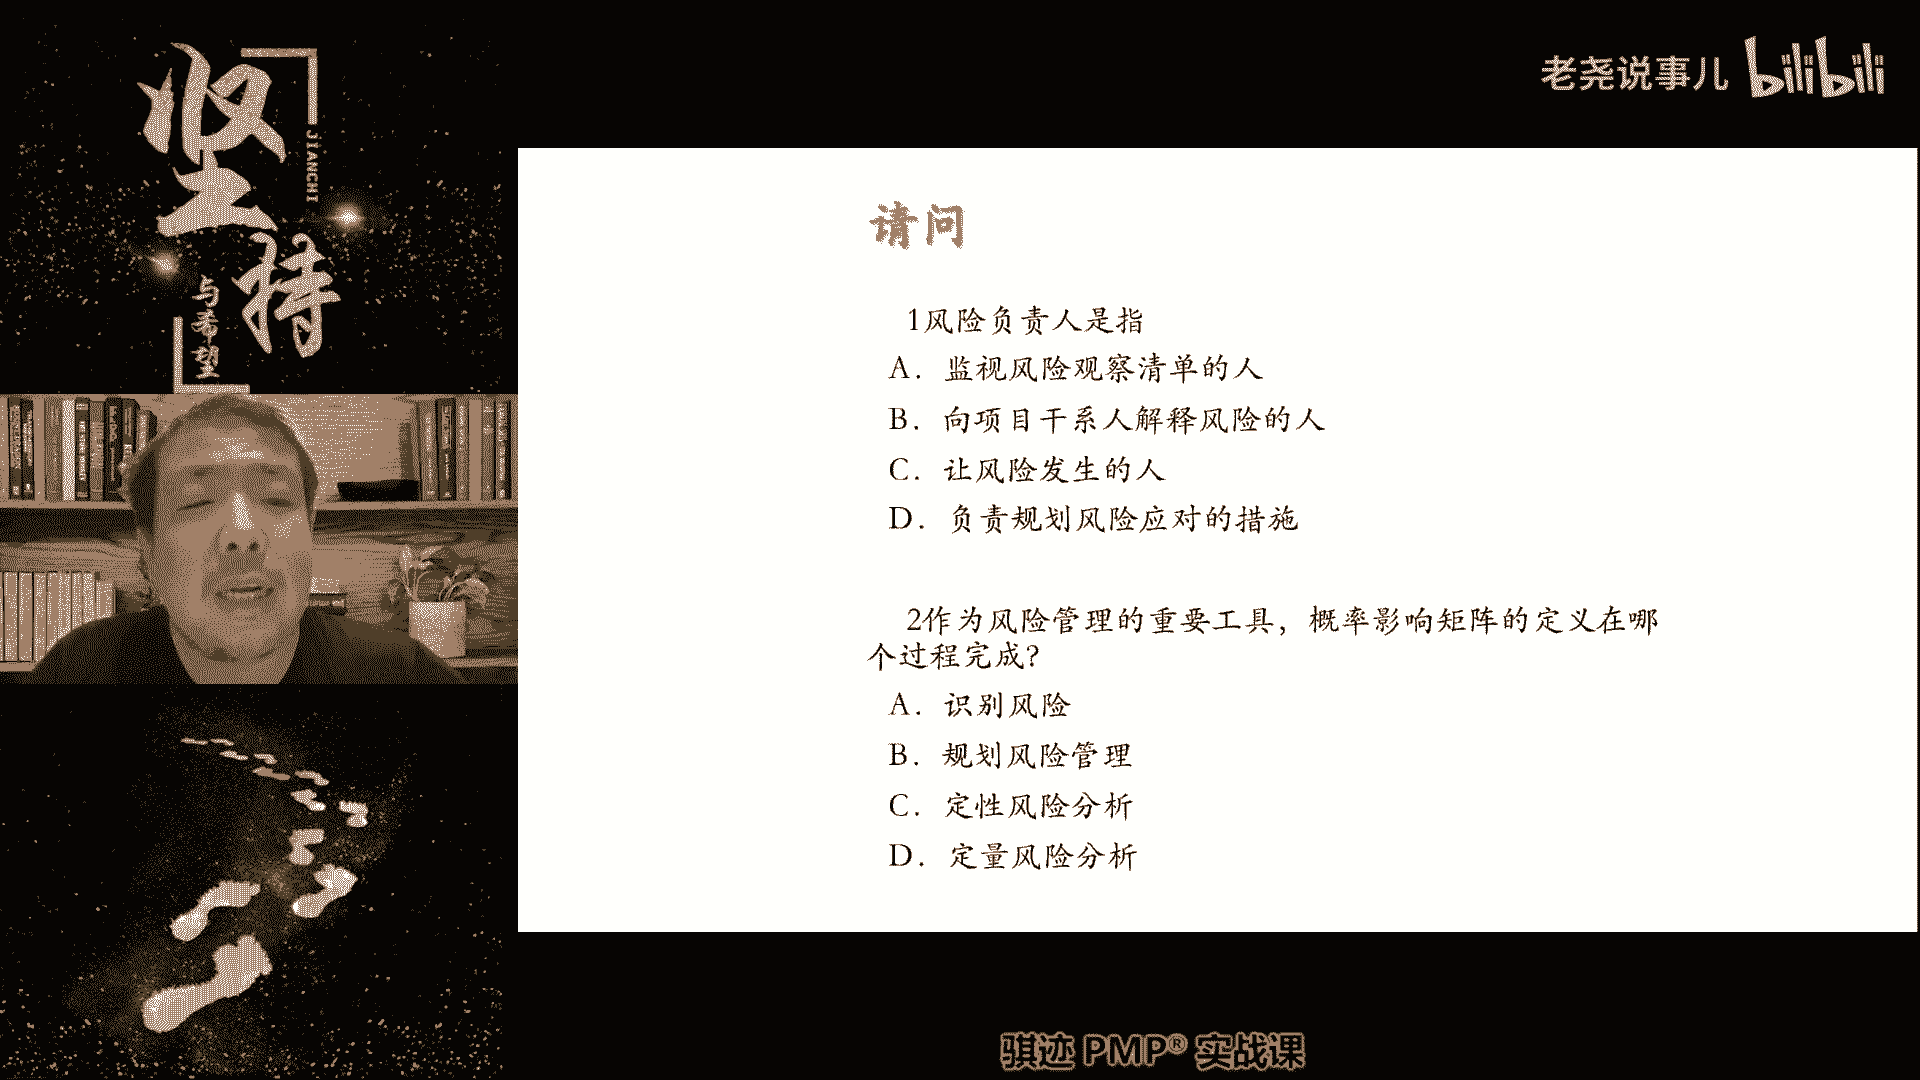 坚持
JIANCHI
与希望
老尧说事儿 bilibili
请问
1风险负责人是指
A. 监视风险观察清单的人
B. 向项目干系人解释风险的人
C. 让风险发生的人
D. 负责规划风险应对的措施
2作为风险管理的重要工具，概率影响矩阵的定义在哪
个过程完成?
A. 识别风险
B. 规划风险管理
C. 定性风险分析
D. 定量风险分析
骐迹 PMP® 实战课